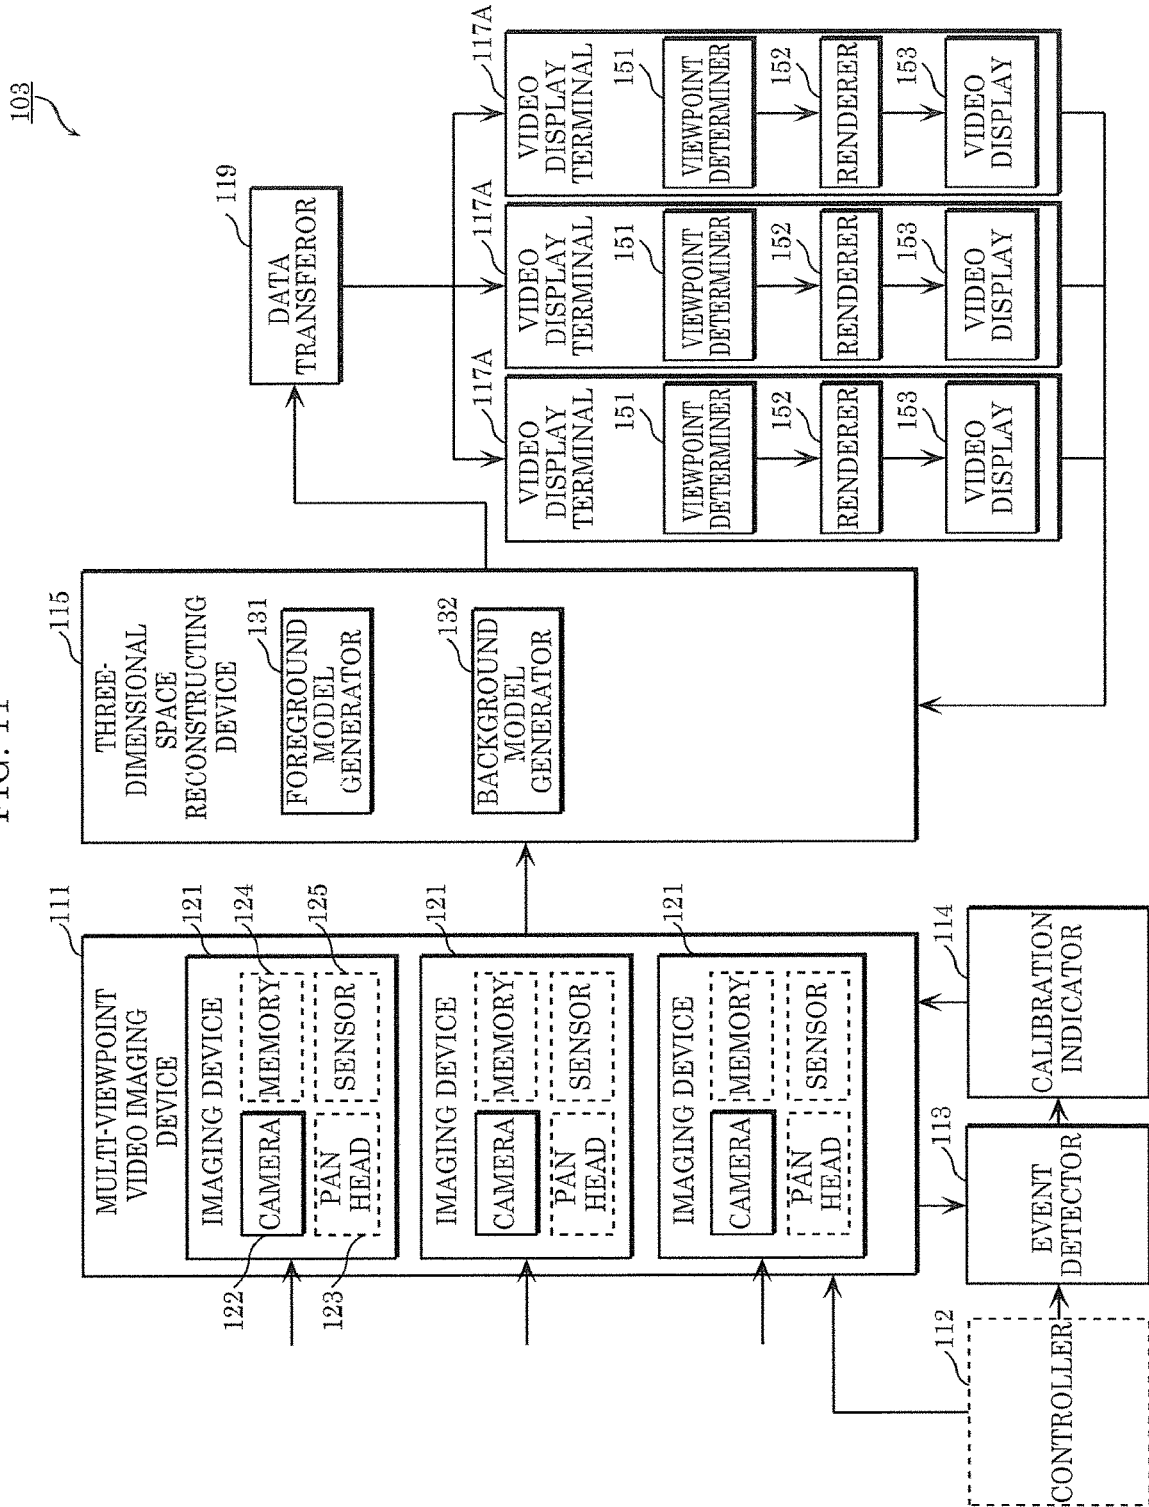 FIG. 11
103
111
MULTI-VIEWPOINT
VIDEO IMAGING
DEVICE
121
IMAGING DEVICE
124
CAMERA
MEMORY
125
PAN
HEAD
SENSOR
122
123
121
IMAGING DEVICE
CAMERA
MEMORY
PAN
HEAD
SENSOR
121
IMAGING DEVICE
CAMERA
MEMORY
PAN
HEAD
SENSOR
112
CONTROLLER
113
EVENT
DETECTOR
114
CALIBRATION
INDICATOR
115
THREE-
DIMENSIONAL
SPACE
RECONSTRUCTING
DEVICE
131
FOREGROUND
MODEL
GENERATOR
132
BACKGROUND
MODEL
GENERATOR
119
DATA
TRANSFEROR
117A
VIDEO
DISPLAY
TERMINAL
151
VIEWPOINT
DETERMINER
152
RENDERER
153
VIDEO
DISPLAY
117A
VIDEO
DISPLAY
TERMINAL
151
VIEWPOINT
DETERMINER
152
RENDERER
153
VIDEO
DISPLAY
117A
VIDEO
DISPLAY
TERMINAL
151
VIEWPOINT
DETERMINER
152
RENDERER
153
VIDEO
DISPLAY